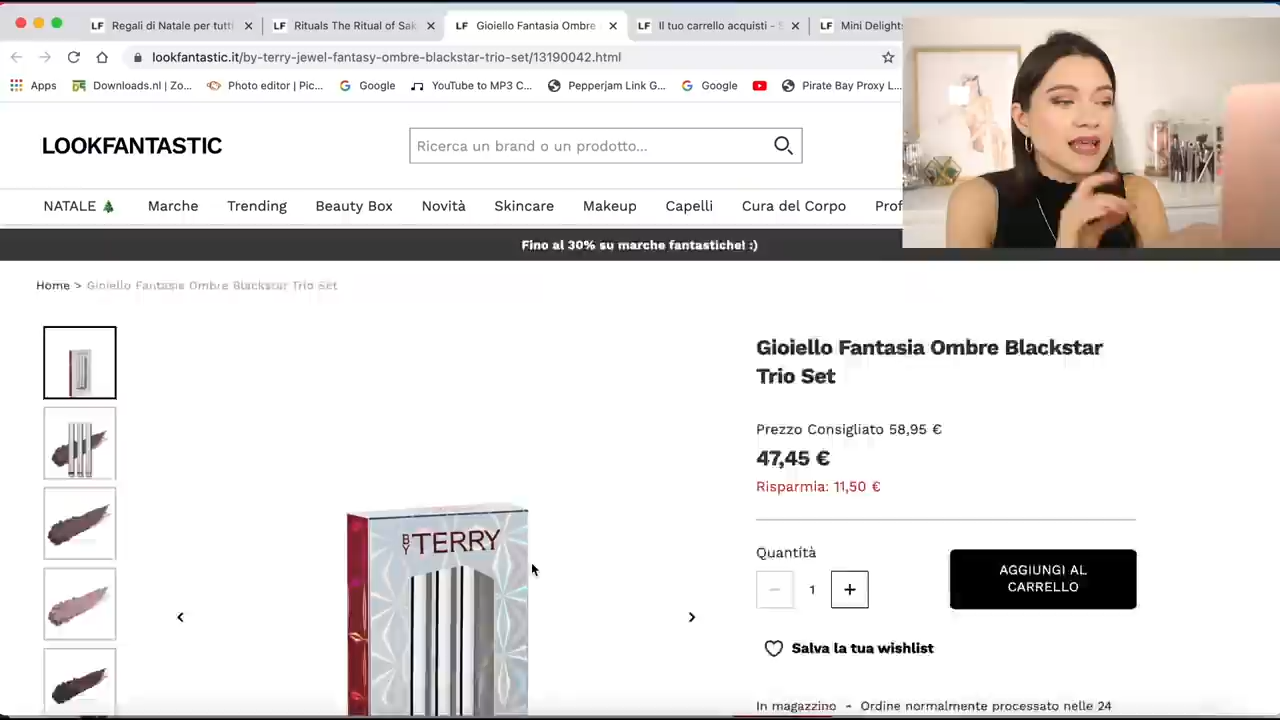 LF Regali di Natale per tutti
LF Rituals The Ritual of Sak
LF Gioiello Fantasia Ombre
LF Il tuo carrello acquisti - S
LF Mini Delights
lookfantastic.it/by-terry-jewel-fantasy-ombre-blackstar-trio-set/13190042.html
Apps
Downloads.nl | Zo...
Photo editor | Pic...
Google
YouTube to MP3 C...
Pepperjam Link G...
Google
Pirate Bay Proxy L...
LOOKFANTASTIC
Ricerca un brand o un prodotto...
NATALE
Marche
Trending
Beauty Box
Novità
Skincare
Makeup
Capelli
Cura del Corpo
Prof
Fino al 30% su marche fantastiche! :)
Home > Gioiello Fantasia Ombre Blackstar Trio Set
Gioiello Fantasia Ombre Blackstar
Trio Set
Prezzo Consigliato 58,95 €
47,45 €
Risparmia: 11,50 €
Quantità
1
AGGIUNGI AL
CARRELLO
Salva la tua wishlist
In magazzino - Ordine normalmente processato nelle 24
BY TERRY